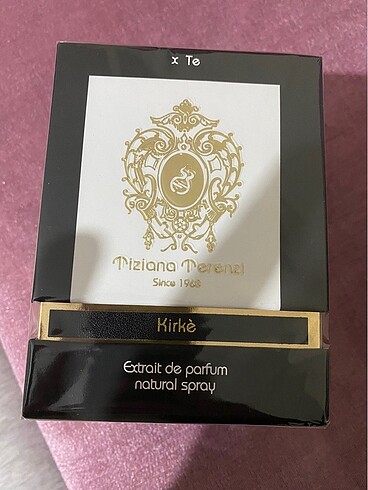 x Te
Tiziana Terenzi
Since 1968
Kirkè
Extrait de parfum
natural spray